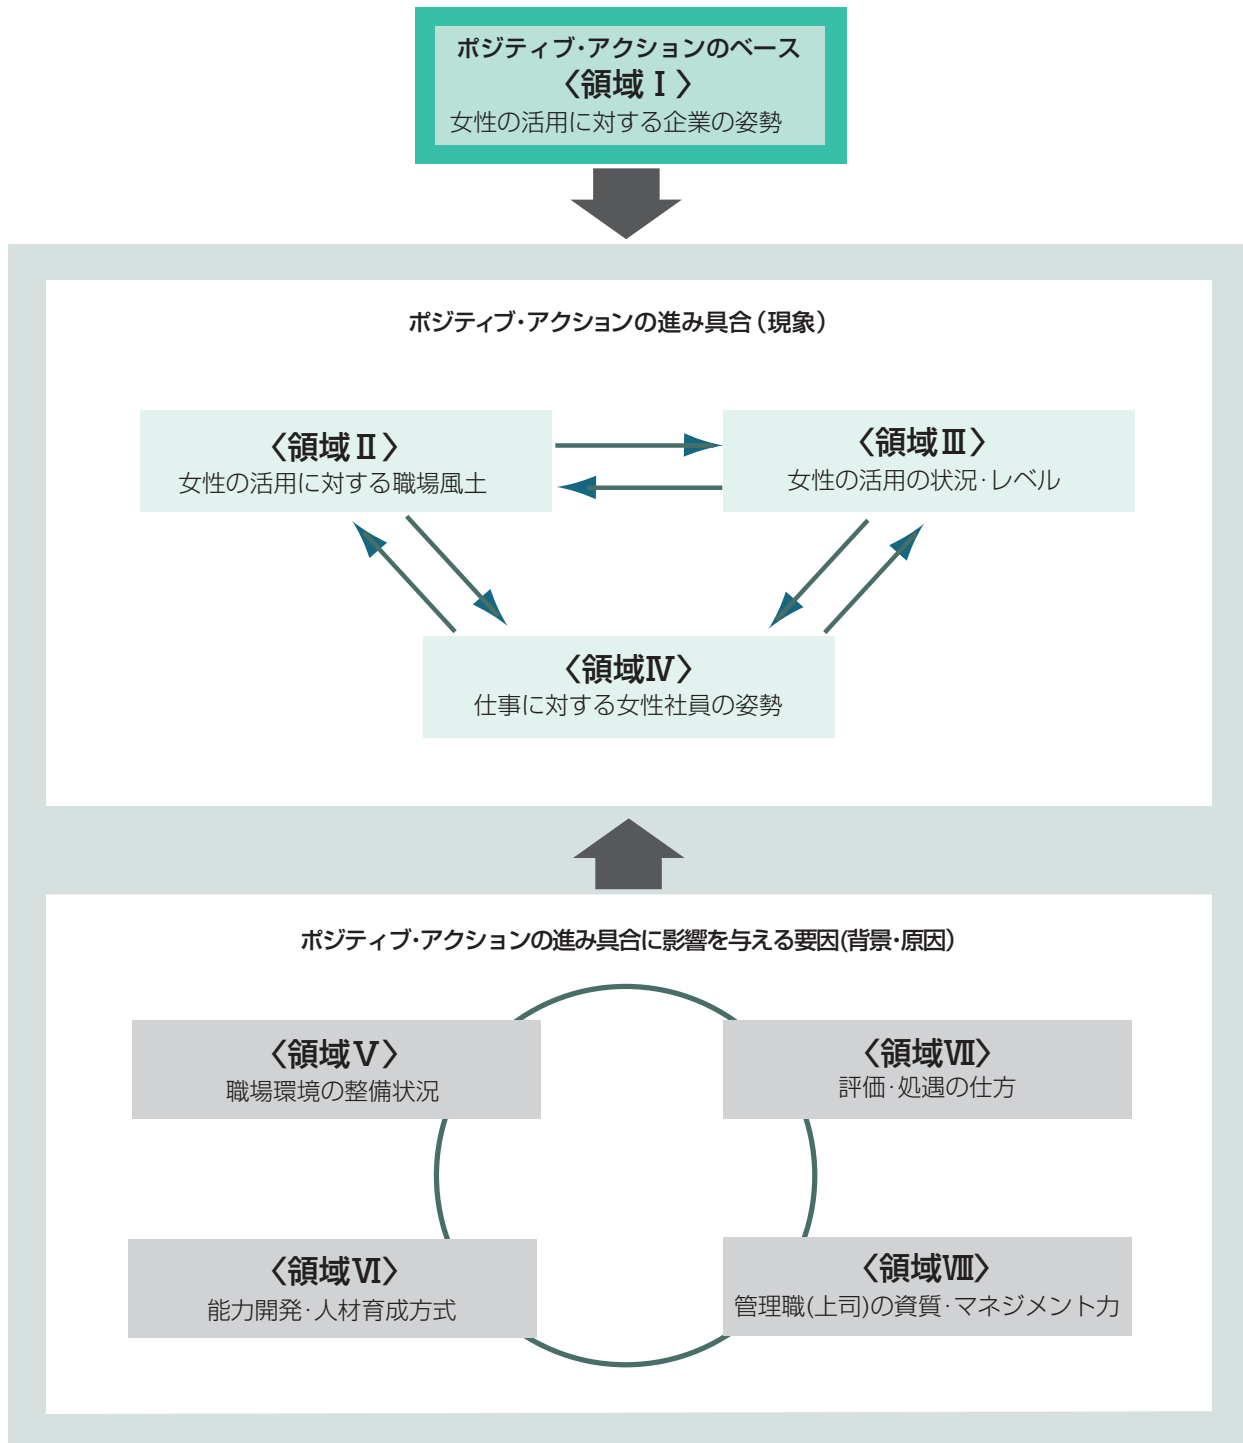 ポジティブ・アクションのベース
〈領域Ⅰ〉
女性の活用に対する企業の姿勢
ポジティブ・アクションの進み具合（現象）
〈領域Ⅱ〉
女性の活用に対する職場風土
〈領域Ⅲ〉
女性の活用の状況・レベル
〈領域Ⅳ〉
仕事に対する女性社員の姿勢
ポジティブ・アクションの進み具合に影響を与える要因(背景・原因）
〈領域Ⅴ〉
職場環境の整備状況
〈領域Ⅶ〉
評価・処遇の仕方
〈領域Ⅵ〉
能力開発・人材育成方式
〈領域Ⅷ〉
管理職(上司)の資質・マネジメント力